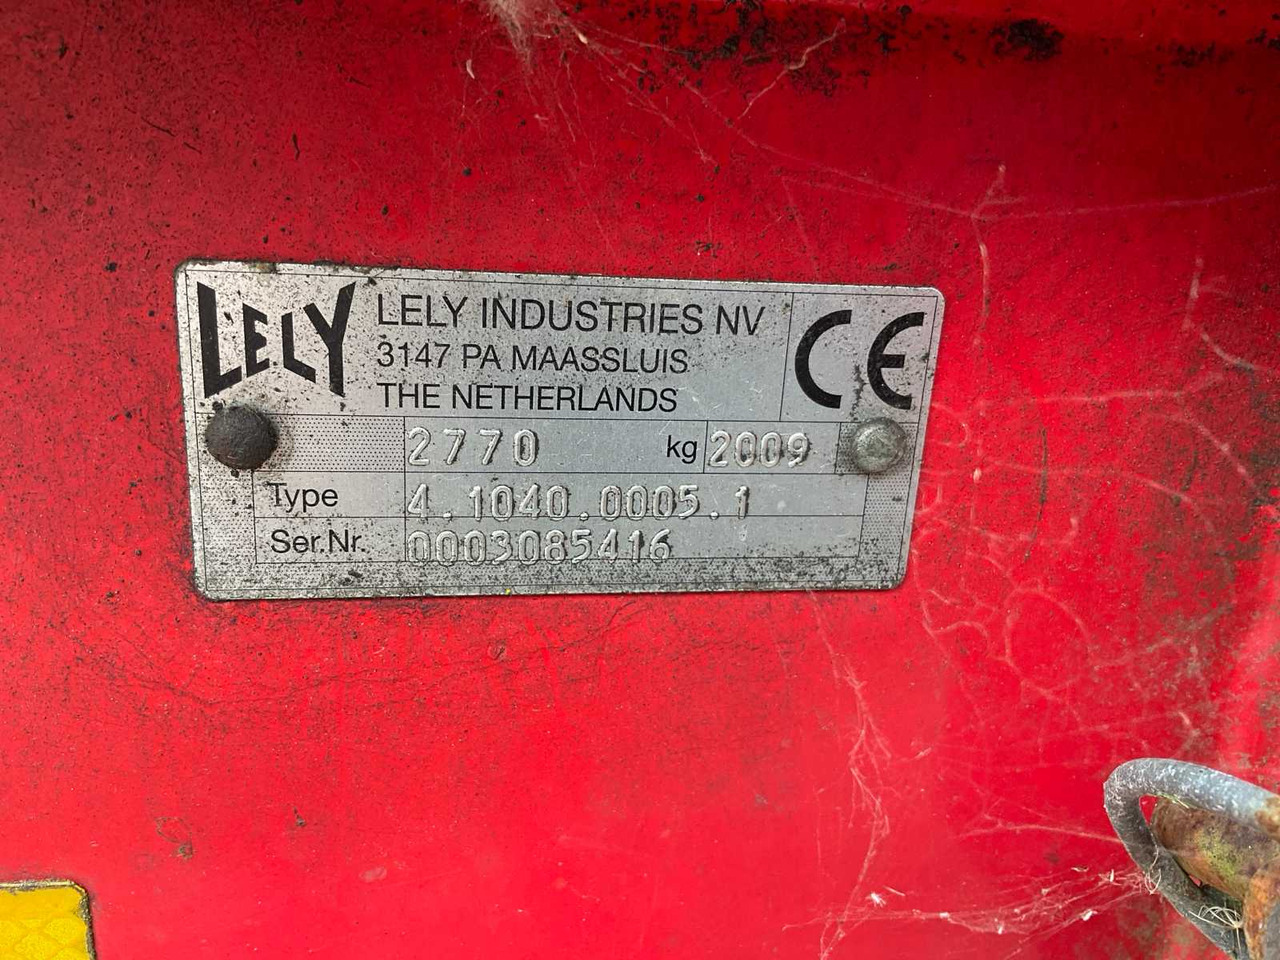 LELY
LELY INDUSTRIES NV
3147 PA MAASSLUIS
THE NETHERLANDS
CE
2770 kg 2009
Type 4.1040.0005.1
Ser.Nr. 0003085416